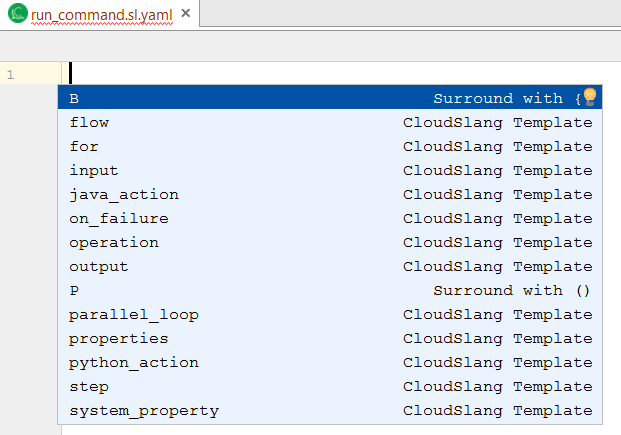 run_command.sl.yaml
1
B Surround with {
flow CloudSlang Template
for CloudSlang Template
input CloudSlang Template
java_action CloudSlang Template
on_failure CloudSlang Template
operation CloudSlang Template
output CloudSlang Template
P Surround with ()
parallel_loop CloudSlang Template
properties CloudSlang Template
python_action CloudSlang Template
step CloudSlang Template
system_property CloudSlang Template